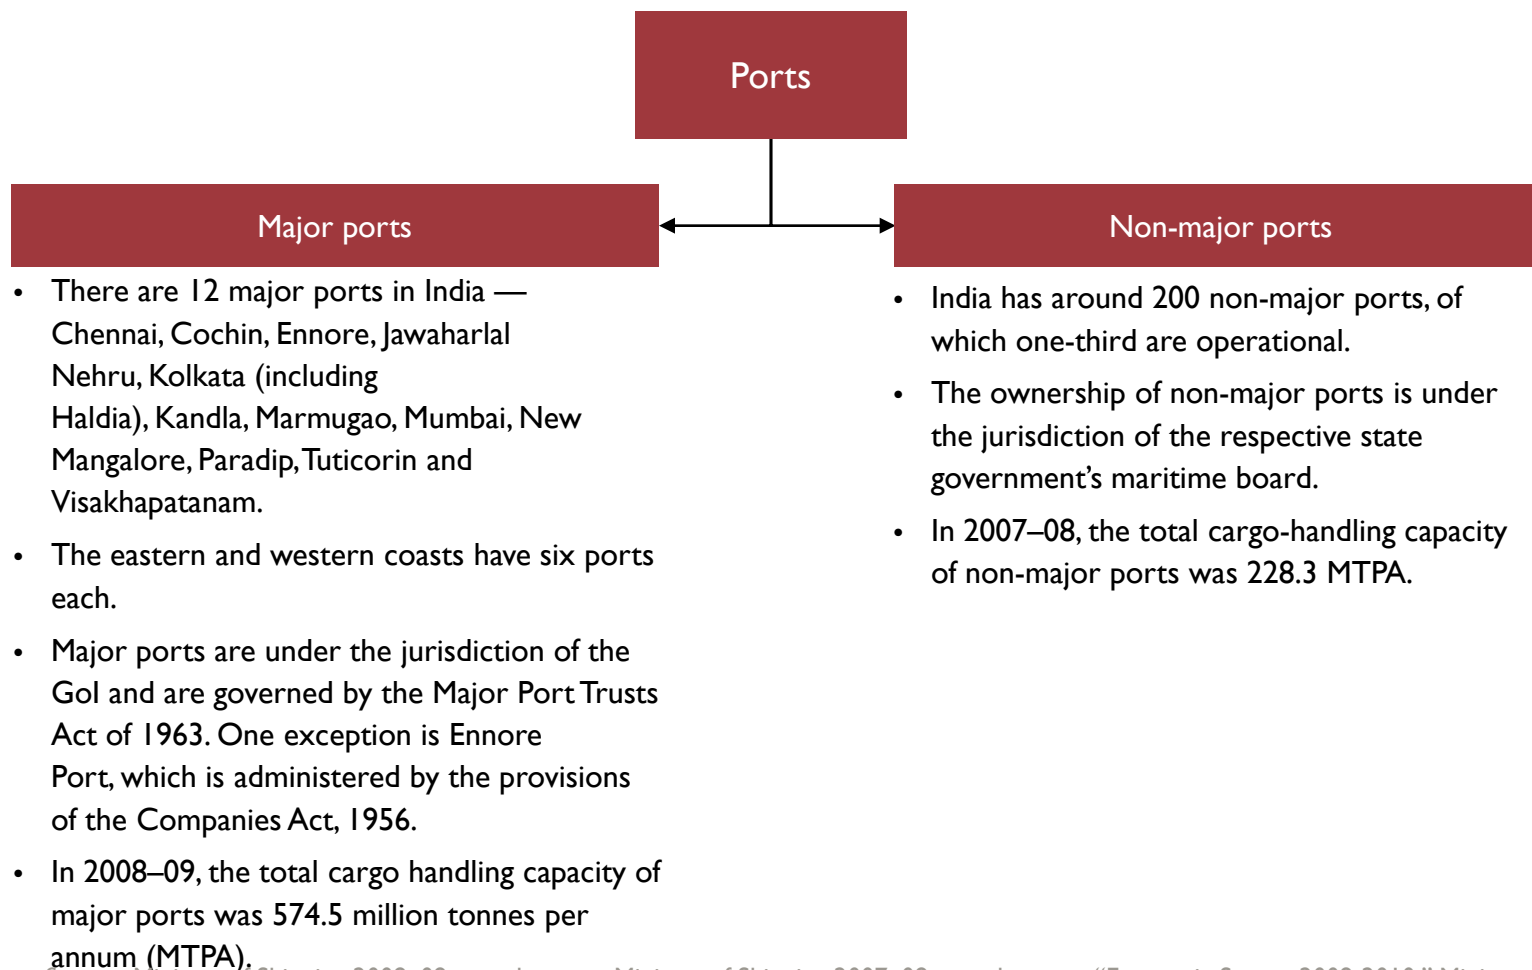 Ports
Major ports
• There are 12 major ports in India —
Chennai, Cochin, Ennore, Jawaharlal
Nehru, Kolkata (including
Haldia), Kandla, Marmugao, Mumbai, New
Mangalore, Paradip, Tuticorin and
Visakhapatanam.
• The eastern and western coasts have six ports
each.
• Major ports are under the jurisdiction of the
GoI and are governed by the Major Port Trusts
Act of 1963. One exception is Ennore
Port, which is administered by the provisions
of the Companies Act, 1956.
• In 2008–09, the total cargo handling capacity of
major ports was 574.5 million tonnes per
annum (MTPA).
Non-major ports
• India has around 200 non-major ports, of
which one-third are operational.
• The ownership of non-major ports is under
the jurisdiction of the respective state
government’s maritime board.
• In 2007–08, the total cargo-handling capacity
of non-major ports was 228.3 MTPA.